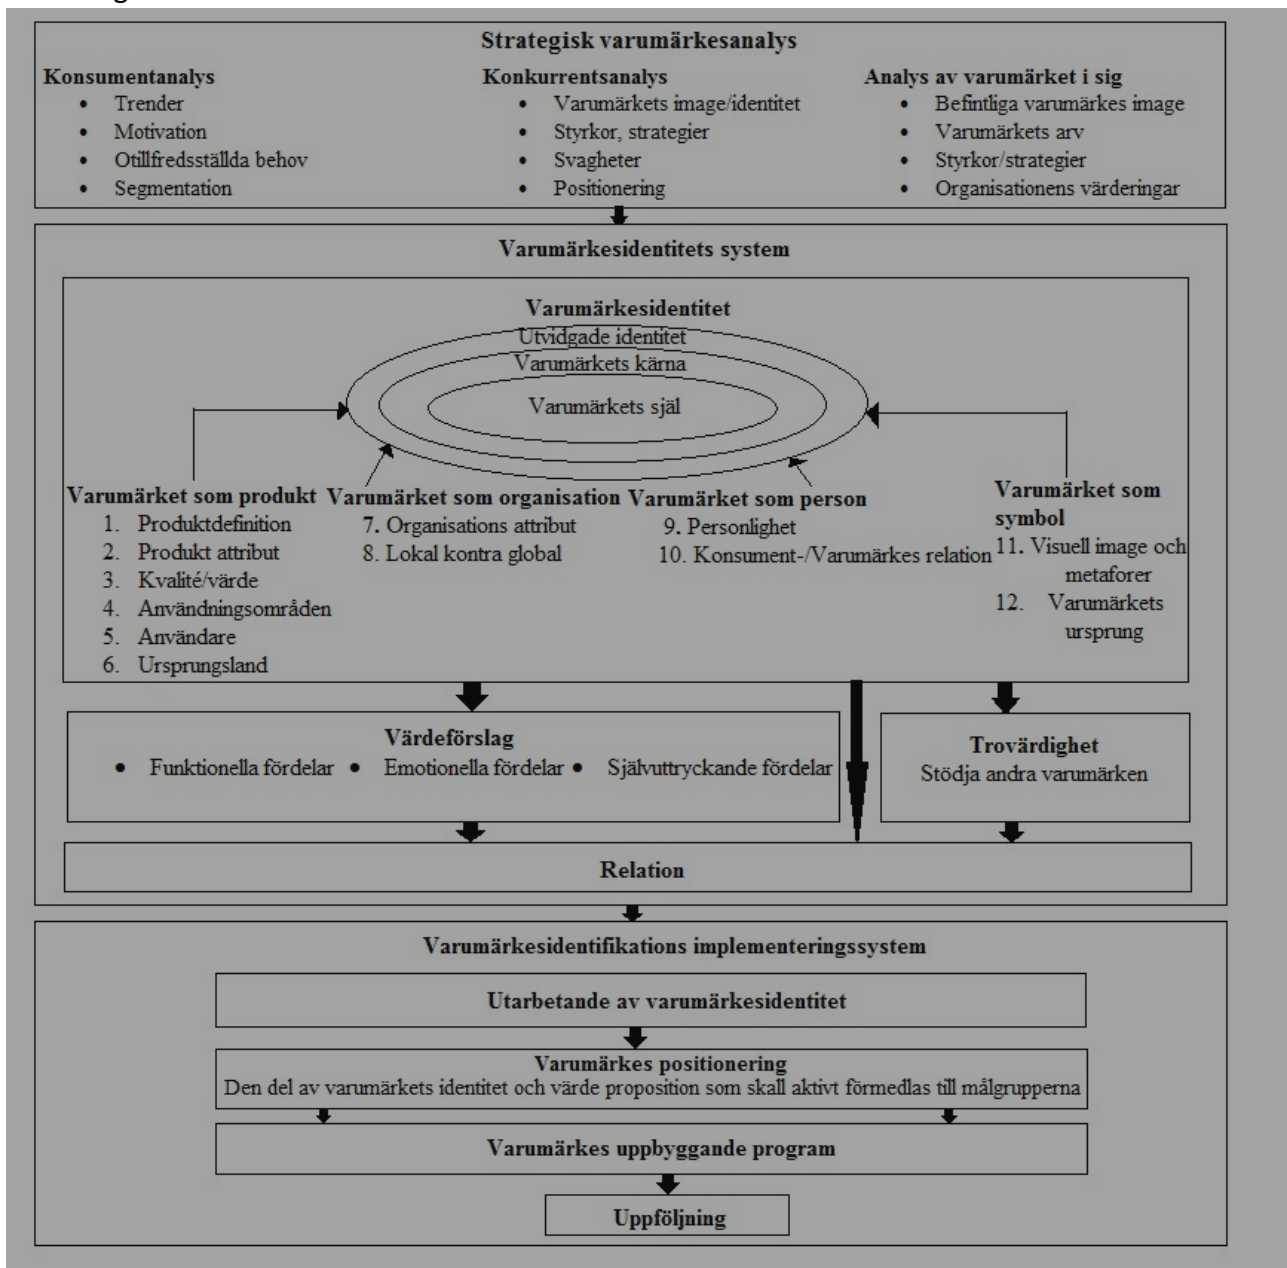 Strategisk varumärkesanalys
Konsumentanalys
• Trender
• Motivation
• Otillfredsställda behov
• Segmentation
Konkurrentsanalys
• Varumärkets image/identitet
• Styrkor, strategier
• Svagheter
• Positionering
Analys av varumäret i sig
• Befintliga varumärkes image
• Varumärkets arv
• Styrkor/strategier
• Organisationens värderingar
Varumärkesidentitets system
Varumärkesidentitet
Utvidgade identitet
Varumärkets kärna
Varumärkets själ
Varumärket som produkt
1. Produktdefinition
2. Produkt attribut
3. Kvalité/värde
4. Användningsområden
5. Användare
6. Ursprungsland
Varumärket som organisation
7. Organisations attribut
8. Lokal kontra global
Varumärket som person
9. Personlighet
10. Konsument-/Varumärkes relation
Varumärket som
symbol
11. Visuell image och
metaforer
12. Varumärkets
ursprung
Värdeförslag
• Funktionella fördelar • Emotionella fördelar • Självuttryckande fördelar
Trovärdighet
Stödja andra varumärken
Relation
Varumärkesidentifikations implementeringssystem
Utarbetande av varumärkesidentitet
Varumärkes positionering
Den del av varumärkets identitet och värde proposition som skall aktivt förmedlas till målgrupperna
Varumärkes uppbyggande program
Uppföljning